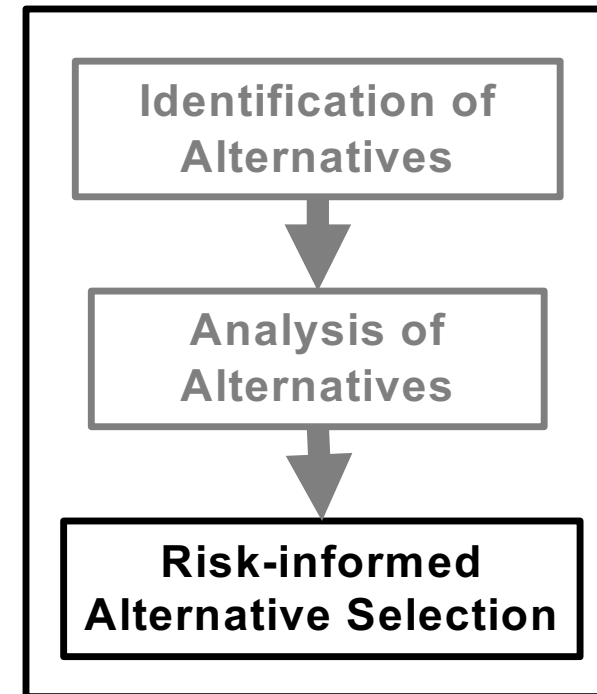 Identification of
Alternatives
Analysis of
Alternatives
Risk-informed
Alternative Selection